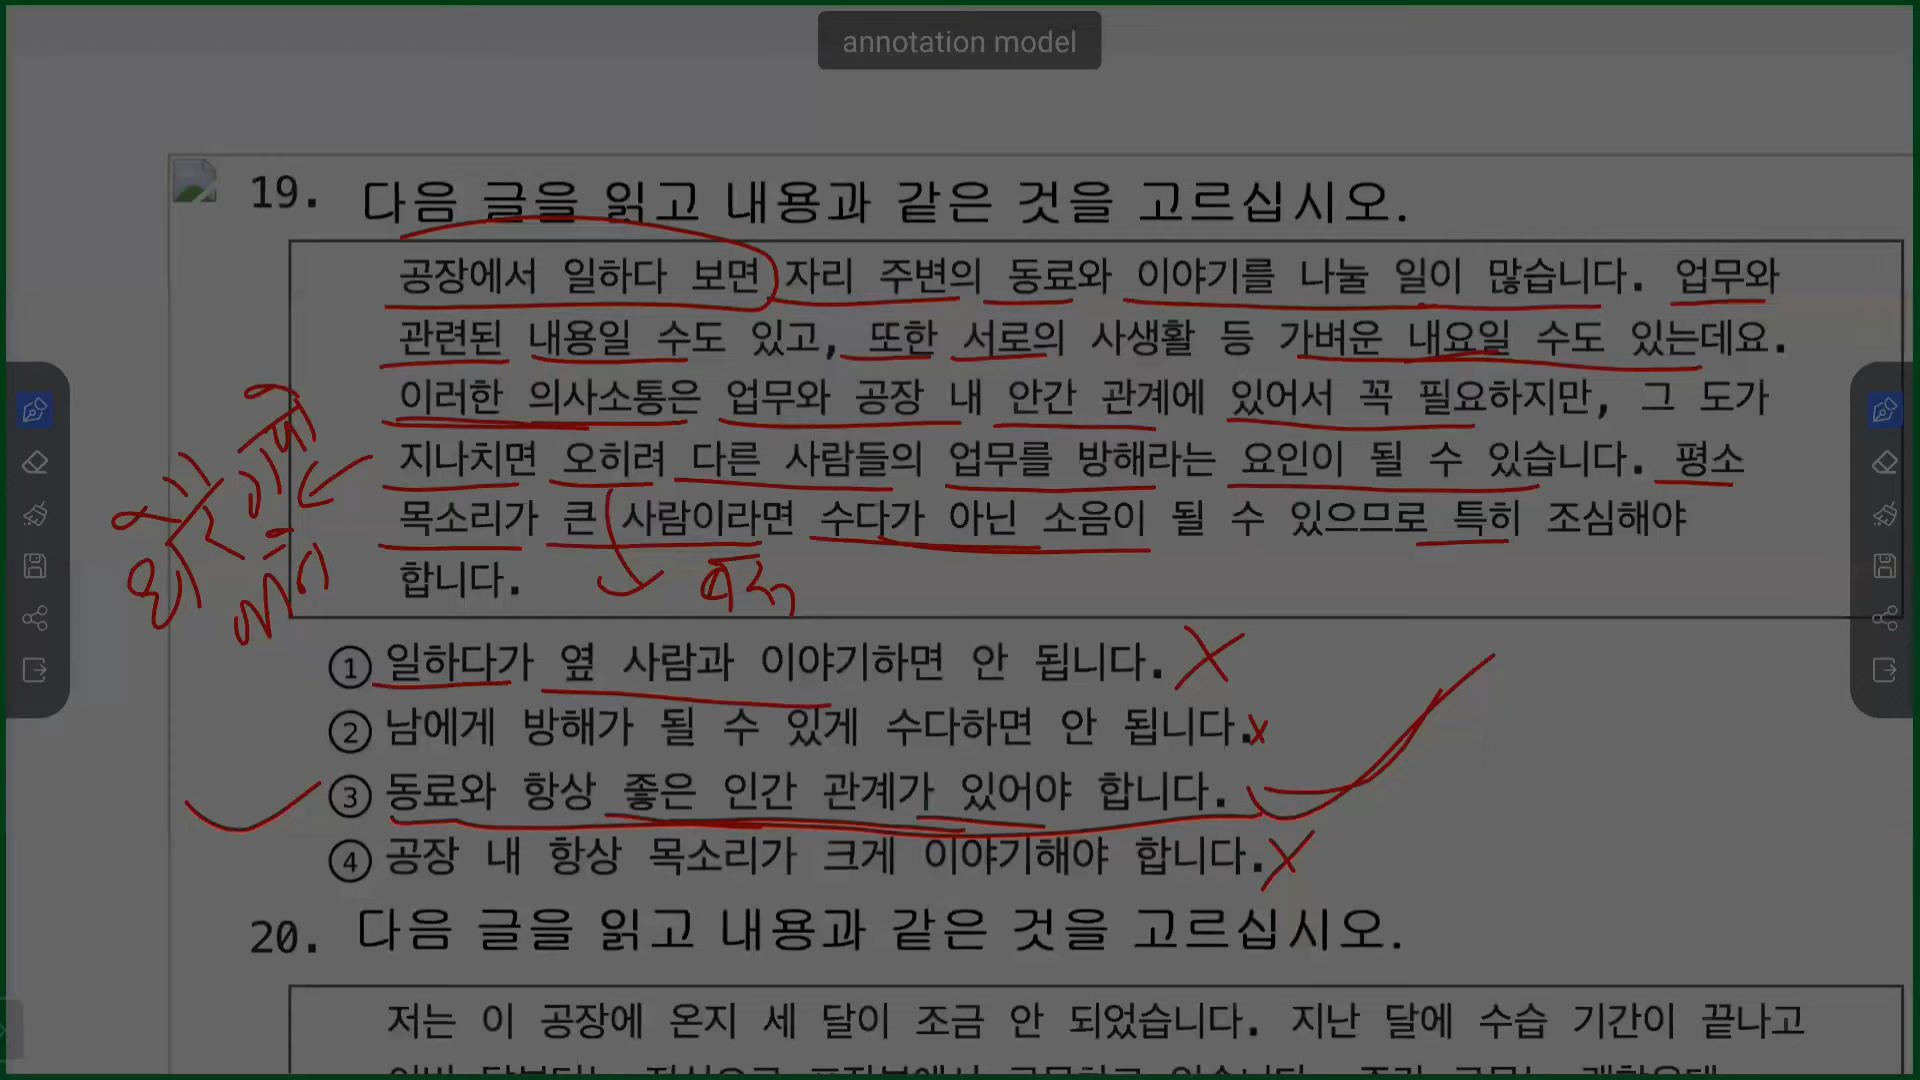 annotation model
19. 다음 글을 읽고 내용과 같은 것을 고르십시오.
공장에서 일하다 보면 자리 주변의 동료와 이야기를 나눌 일이 많습니다. 업무와
관련된 내용일 수도 있고, 또한 서로의 사생활 등 가벼운 내요일 수도 있는데요.
이러한 의사소통은 업무와 공장 내 안간 관계에 있어서 꼭 필요하지만, 그 도가
지나치면 오히려 다른 사람들의 업무를 방해라는 요인이 될 수 있습니다. 평소
목소리가 큰 사람이라면 수다가 아닌 소음이 될 수 있으므로 특히 조심해야
합니다.
① 일하다가 옆 사람과 이야기하면 안 됩니다.
② 남에게 방해가 될 수 있게 수다하면 안 됩니다.
③ 동료와 항상 좋은 인간 관계가 있어야 합니다.
④ 공장 내 항상 목소리가 크게 이야기해야 합니다.
20. 다음 글을 읽고 내용과 같은 것을 고르십시오.
저는 이 공장에 온지 세 달이 조금 안 되었습니다. 지난 달에 수습 기간이 끝나고